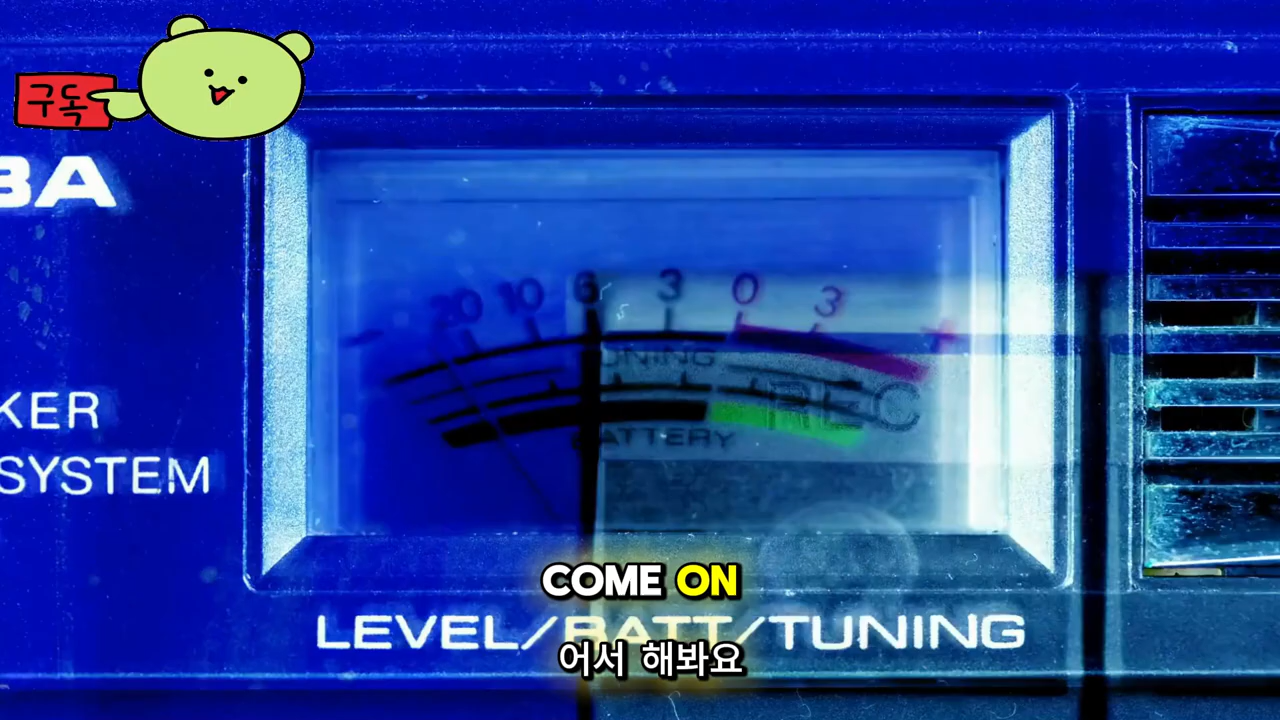 구독
BA
20 10 6 3 0 3 +
TUNING
REC
BATTERY
KER
SYSTEM
COME ON
LEVEL/BATT/TUNING
어서 해봐요